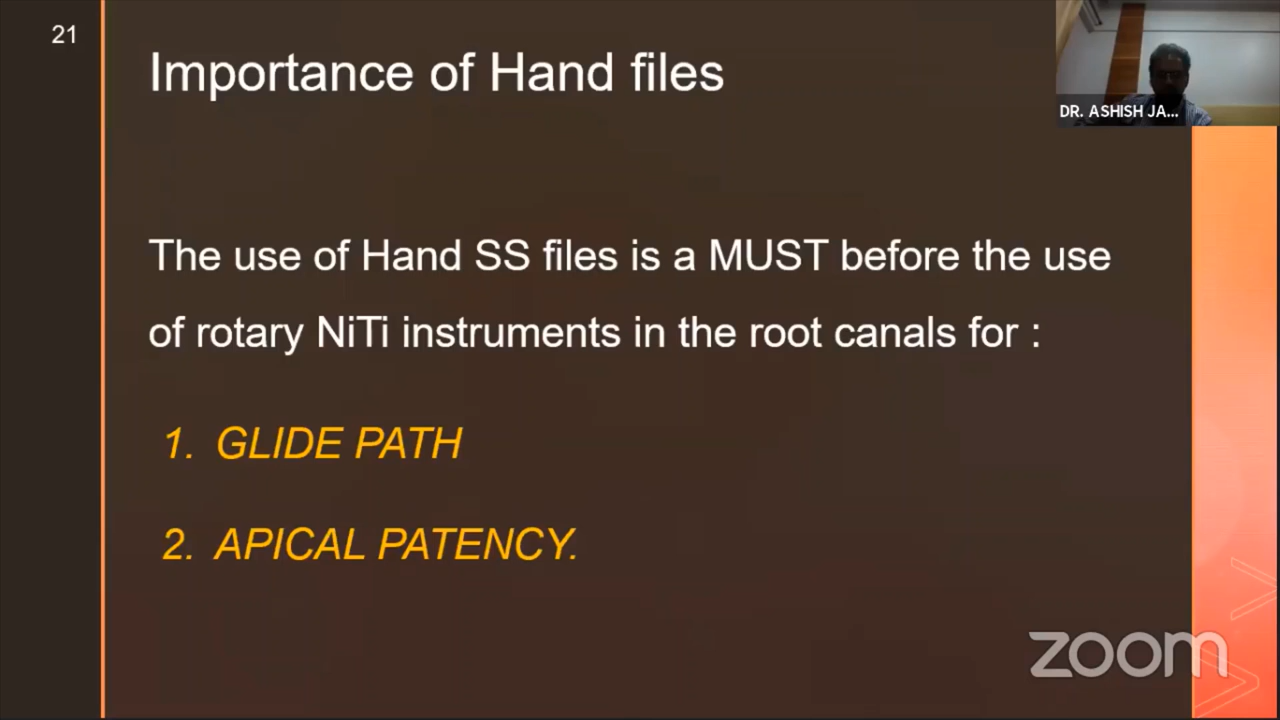 21
Importance of Hand files
DR. ASHISH JA...
The use of Hand SS files is a MUST before the use
of rotary NiTi instruments in the root canals for :
1. GLIDE PATH
2. APICAL PATENCY.
zoom